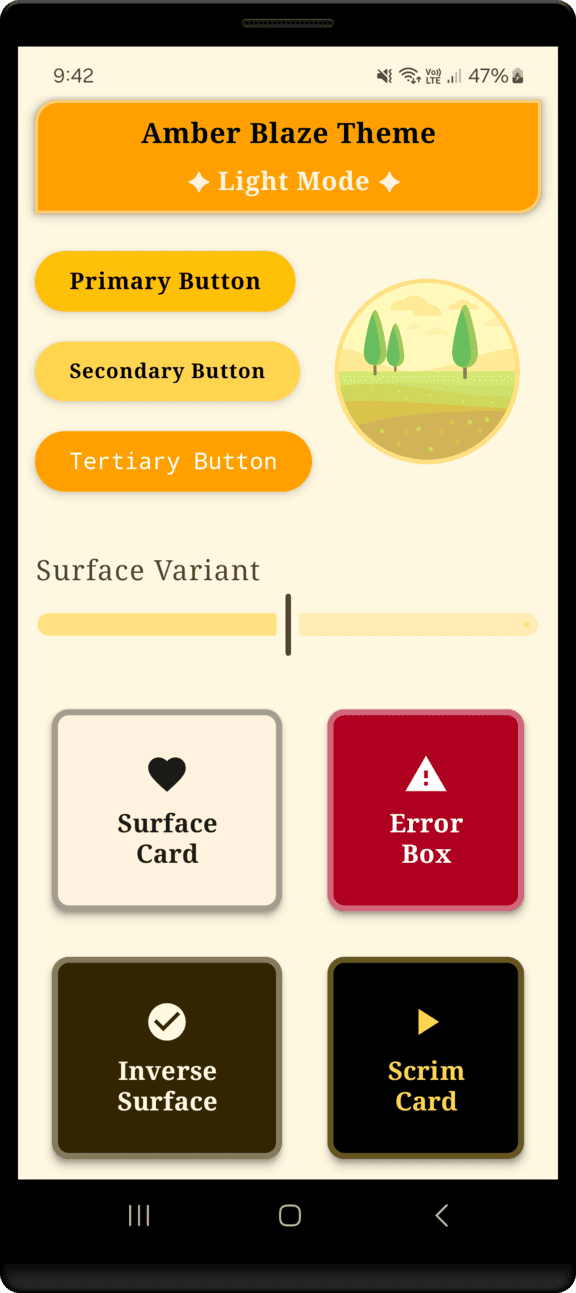 9:42
Vo)) LTE
47%
Amber Blaze Theme
✦ Light Mode ✦
Primary Button
Secondary Button
Tertiary Button
Surface Variant
Surface
Card
Error
Box
Inverse
Surface
Scrim
Card